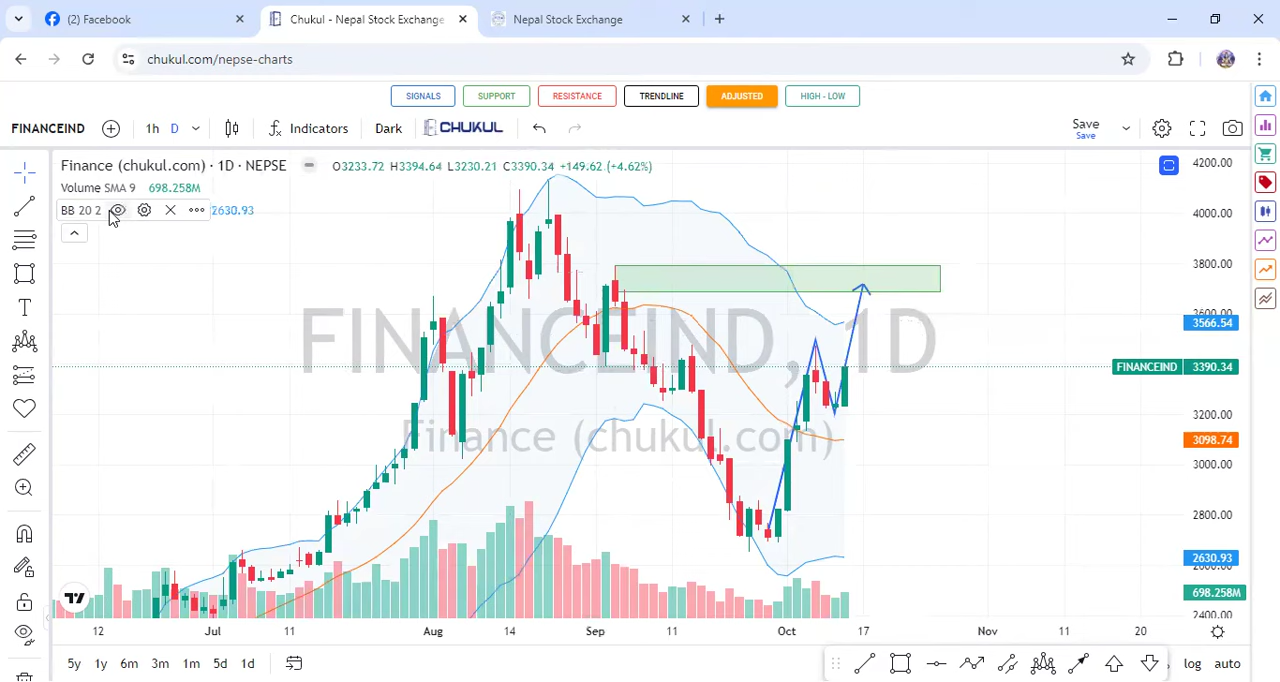 (2) Facebook
Chukul - Nepal Stock Exchange
Nepal Stock Exchange
chukul.com/nepse-charts
SIGNALS
SUPPORT
RESISTANCE
TRENDLINE
ADJUSTED
HIGH - LOW
FINANCEIND
1h
D
Indicators
Dark
CHUKUL
Save
Save
Finance (chukul.com) · 1D · NEPSE
O3233.72 H3394.64 L3230.21 C3390.34 +149.62 (+4.62%)
Volume SMA 9 698.258M
BB 20 2
2630.93
FINANCEIND, 1D
Finance (chukul.com)
4200.00
4000.00
3800.00
3600.00
3566.54
FINANCEIND 3390.34
3200.00
3098.74
3000.00
2800.00
2630.93
2600.00
698.258M
2400.00
12
Jul
11
Aug
14
Sep
11
Oct
17
Nov
11
20
5y
1y
6m
3m
1m
5d
1d
log
auto